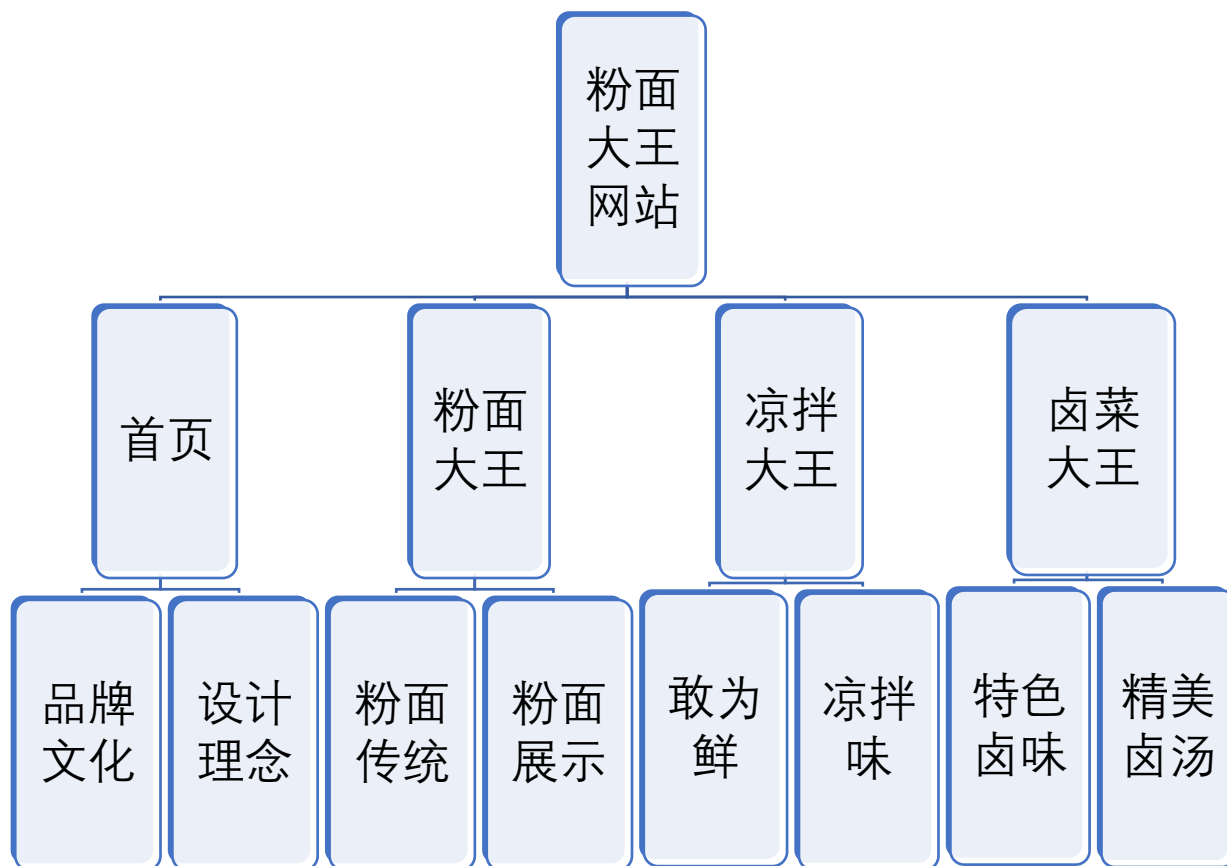 粉面
大王
网站
首页
粉面
大王
凉拌
大王
卤菜
大王
品牌
文化
设计
理念
粉面
传统
粉面
展示
敢为
鲜
凉拌
味
特色
卤味
精美
卤汤